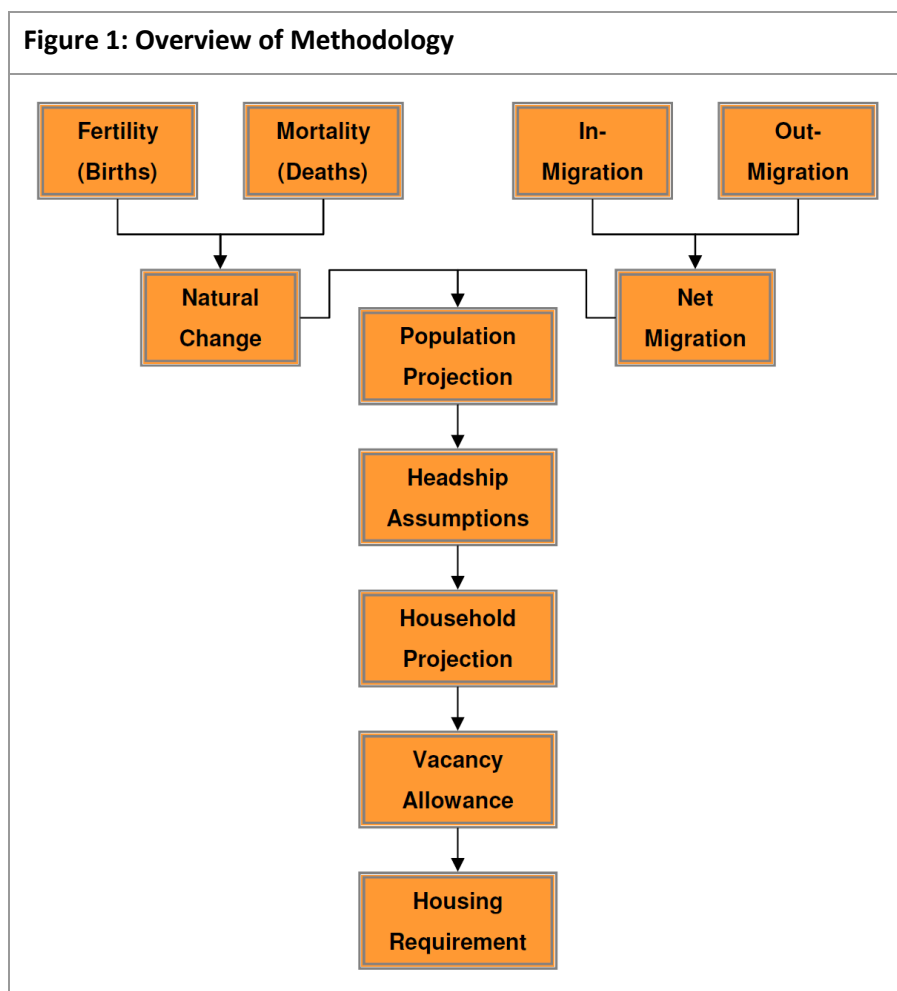 Figure 1: Overview of Methodology
Fertility
(Births)
Mortality
(Deaths)
In-
Migration
Out-
Migration
Natural
Change
Net
Migration
Population
Projection
Headship
Assumptions
Household
Projection
Vacancy
Allowance
Housing
Requirement